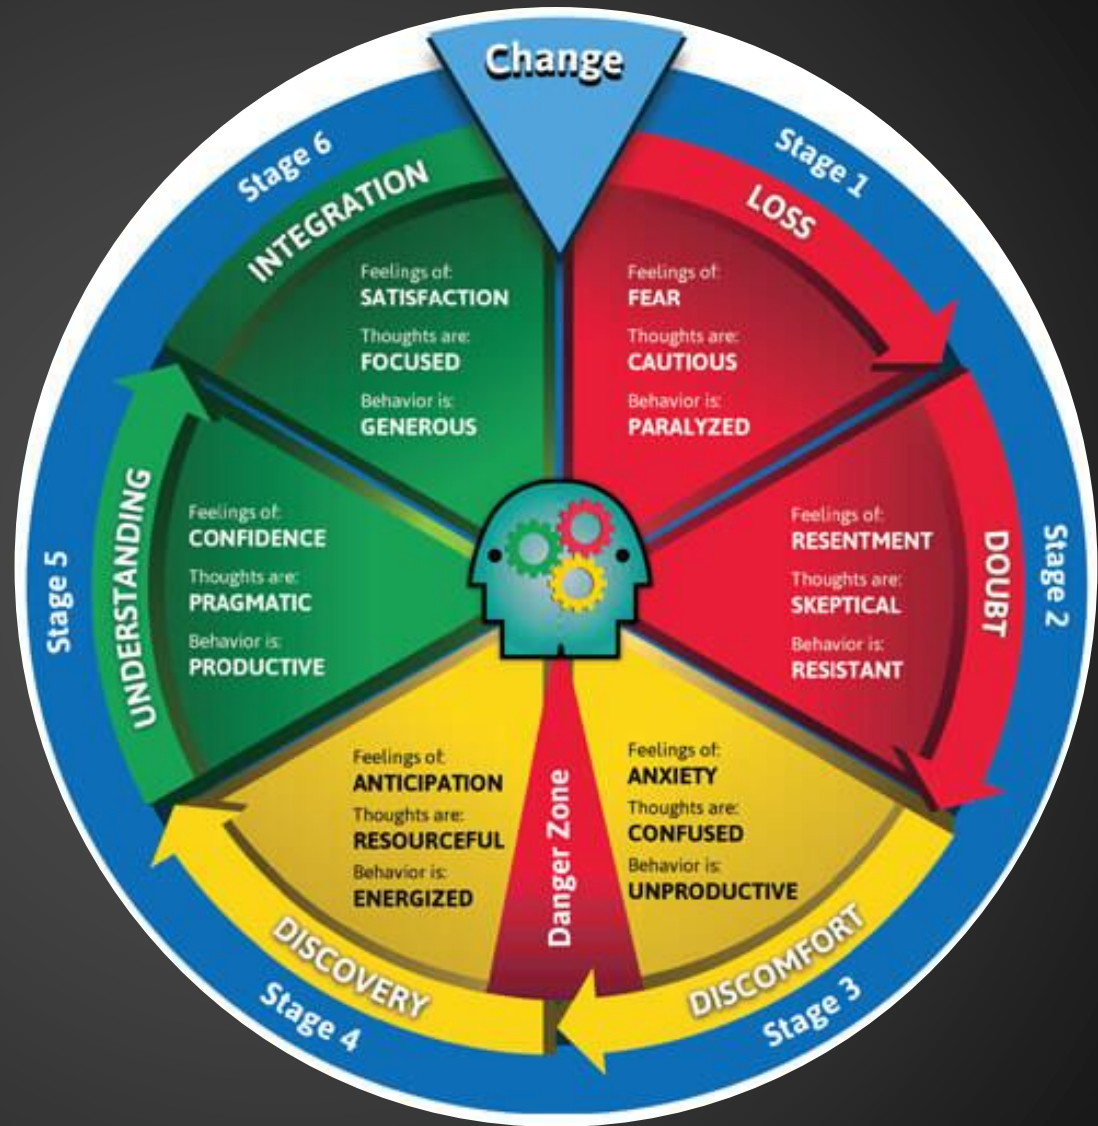 Change
Stage 1
LOSS
Feelings of:
FEAR
Thoughts are:
CAUTIOUS
Behavior is:
PARALYZED
Stage 2
DOUBT
Feelings of:
RESENTMENT
Thoughts are:
SKEPTICAL
Behavior is:
RESISTANT
Stage 3
DISCOMFORT
Feelings of:
ANXIETY
Thoughts are:
CONFUSED
Behavior is:
UNPRODUCTIVE
Danger Zone
Stage 4
DISCOVERY
Feelings of:
ANTICIPATION
Thoughts are:
RESOURCEFUL
Behavior is:
ENERGIZED
Stage 5
UNDERSTANDING
Feelings of:
CONFIDENCE
Thoughts are:
PRAGMATIC
Behavior is:
PRODUCTIVE
Stage 6
INTEGRATION
Feelings of:
SATISFACTION
Thoughts are:
FOCUSED
Behavior is:
GENEROUS